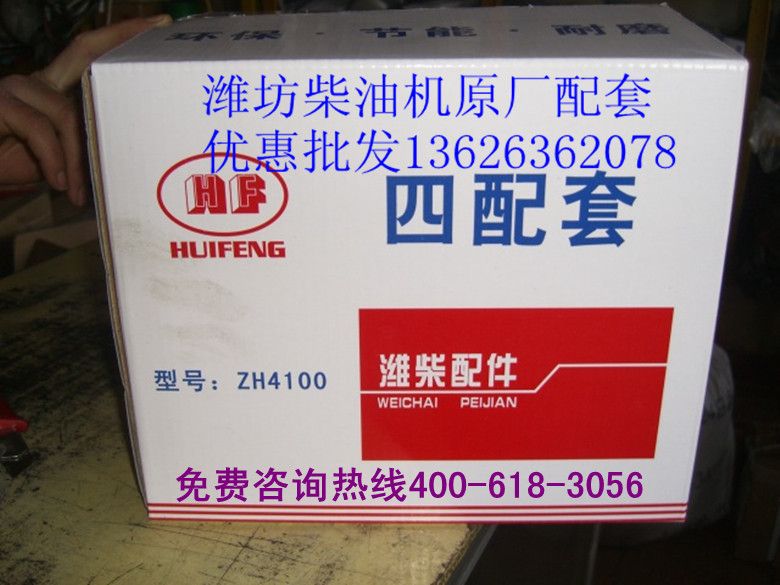 环保·节能·耐磨
潍坊柴油机原厂配套
优惠批发13626362078
HF
HUIFENG
四配套
型号：ZH4100
潍柴配件
WEICHAI PEIJIAN
免费咨询热线400-618-3056